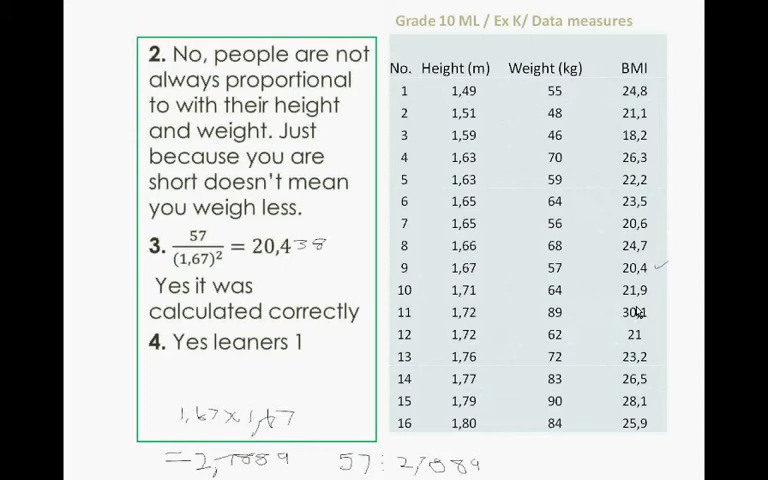 Grade 10 ML / Ex K/ Data measures
2. No, people are not
always proportional
to with their height
and weight. Just
because you are
short doesn't mean
you weigh less.
3. 57/(1,67)² = 20,438
Yes it was
calculated correctly
4. Yes leaners 1
1,67 x 1,67
= 2,7889 57 : 2,7889
No. Height (m) Weight (kg) BMI
1 1,49 55 24,8
2 1,51 48 21,1
3 1,59 46 18,2
4 1,63 70 26,3
5 1,63 59 22,2
6 1,65 64 23,5
7 1,65 56 20,6
8 1,66 68 24,7
9 1,67 57 20,4 ✓
10 1,71 64 21,9
11 1,72 89 30,1
12 1,72 62 21
13 1,76 72 23,2
14 1,77 83 26,5
15 1,79 90 28,1
16 1,80 84 25,9